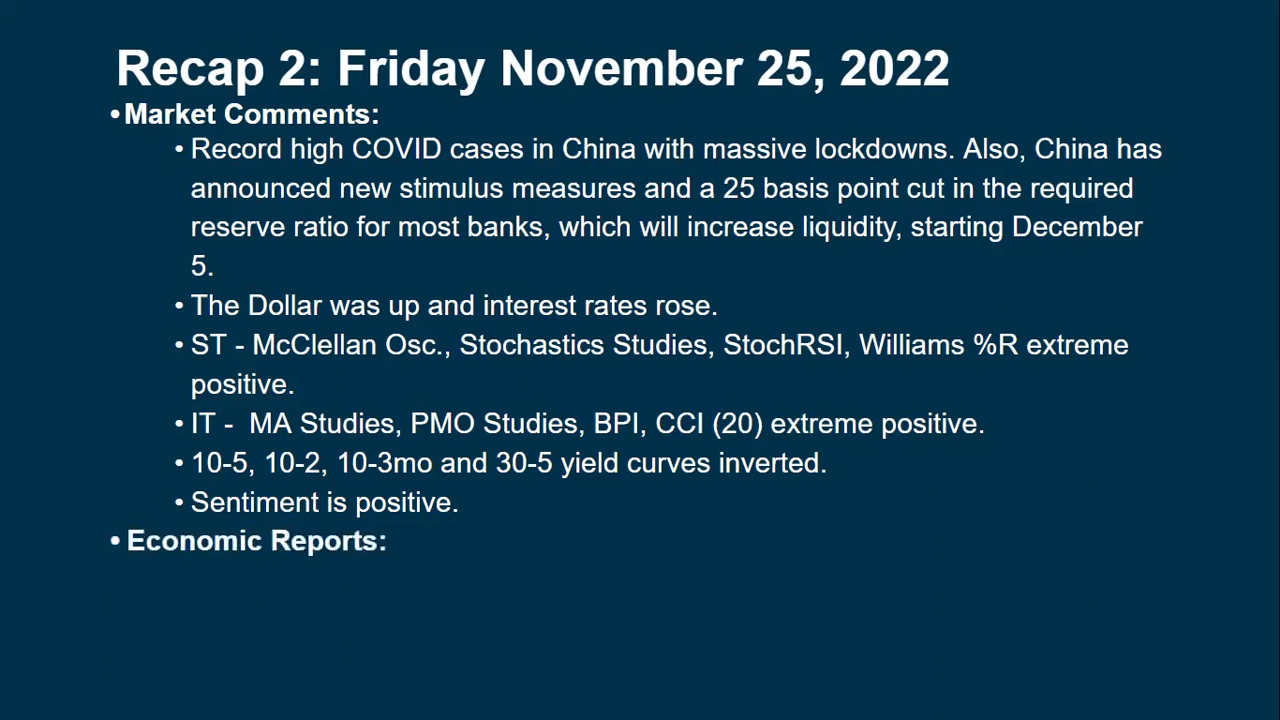 Recap 2: Friday November 25, 2022
•Market Comments:
• Record high COVID cases in China with massive lockdowns. Also, China has
announced new stimulus measures and a 25 basis point cut in the required
reserve ratio for most banks, which will increase liquidity, starting December
5.
• The Dollar was up and interest rates rose.
• ST - McClellan Osc., Stochastics Studies, StochRSI, Williams %R extreme
positive.
• IT -  MA Studies, PMO Studies, BPI, CCI (20) extreme positive.
• 10-5, 10-2, 10-3mo and 30-5 yield curves inverted.
• Sentiment is positive.
• Economic Reports: